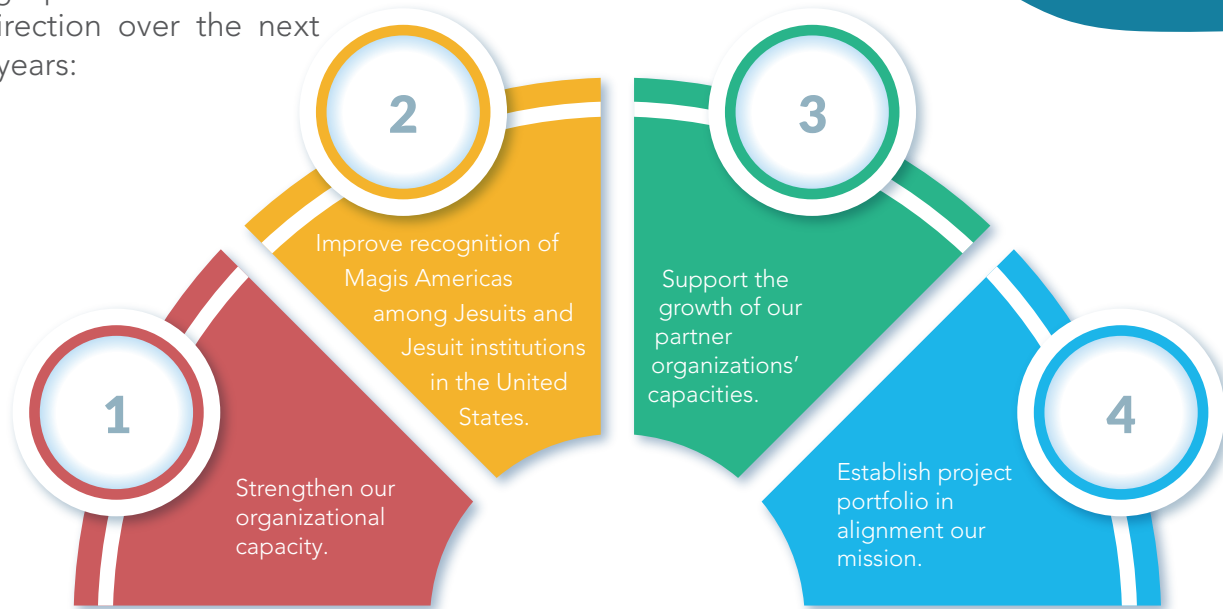 irection over the next
years:
1
Strengthen our
organizational
capacity.
2
Improve recognition of
Magis Americas
among Jesuits and
Jesuit institutions
in the United
States.
3
Support the
growth of our
partner
organizations’
capacities.
4
Establish project
portfolio in
alignment our
mission.